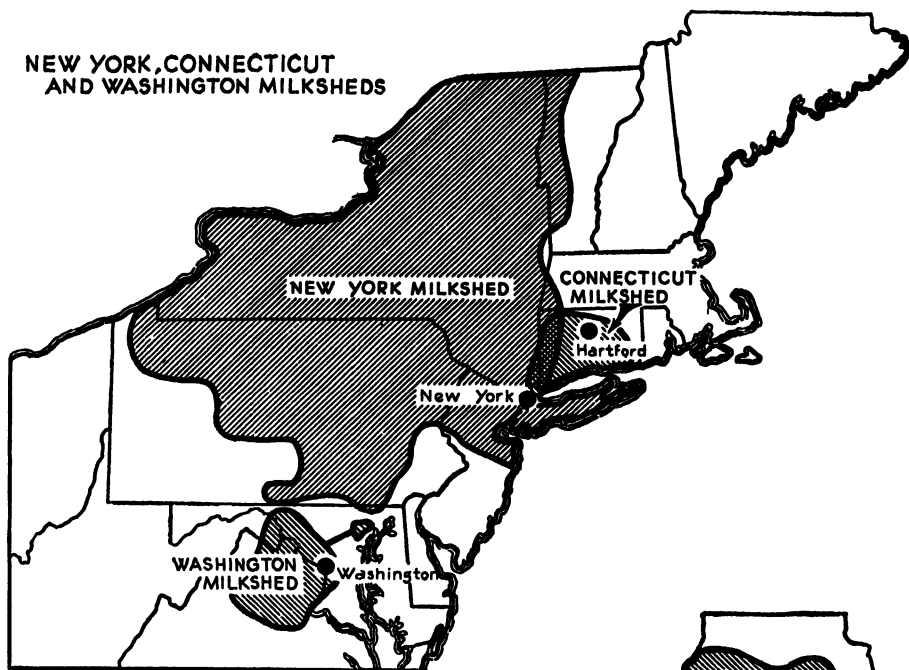 NEW YORK, CONNECTICUT
AND WASHINGTON MILKSHEDS
NEW YORK MILKSHED
CONNECTICUT
MILKSHED
Hartford
New York
WASHINGTON
MILKSHED
Washington